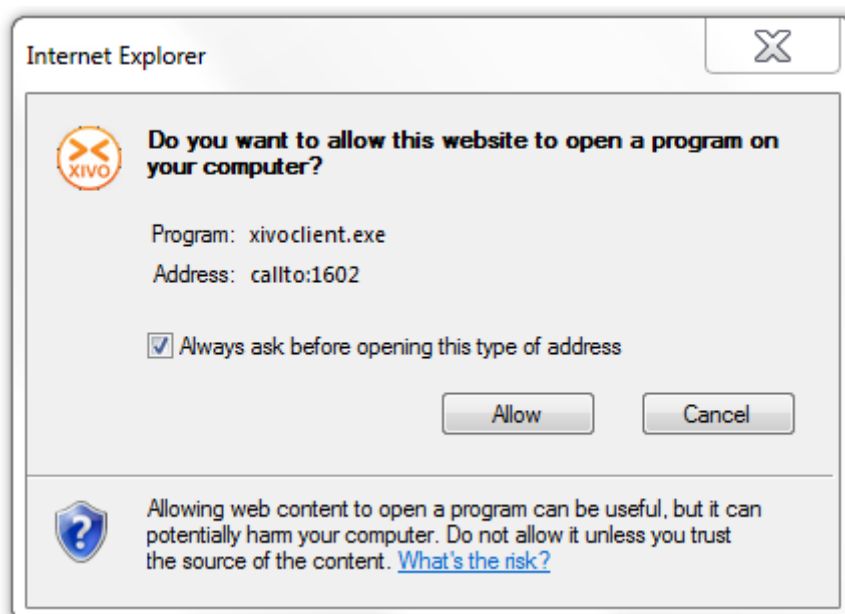 Internet Explorer
Do you want to allow this website to open a program on
your computer?
XIVO
Program: xivoclient.exe
Address: callto:1602
Always ask before opening this type of address
Allow
Cancel
Allowing web content to open a program can be useful, but it can
potentially harm your computer. Do not allow it unless you trust
the source of the content. What's the risk?